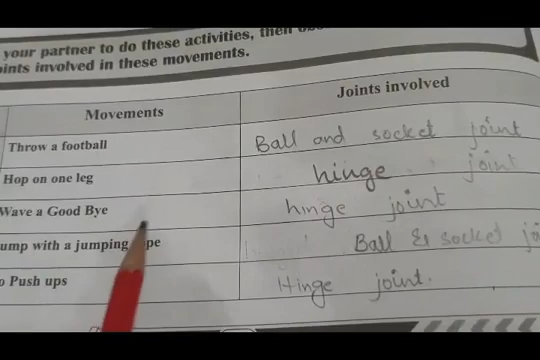 your partner to do these activities, then
involved in these movements.
Movements Joints involved
Throw a football Ball and socket joint
Hop on one leg hinge joint
Wave a Good Bye hinge joint
with a jumping Ball & socket
Push ups Hinge joint.